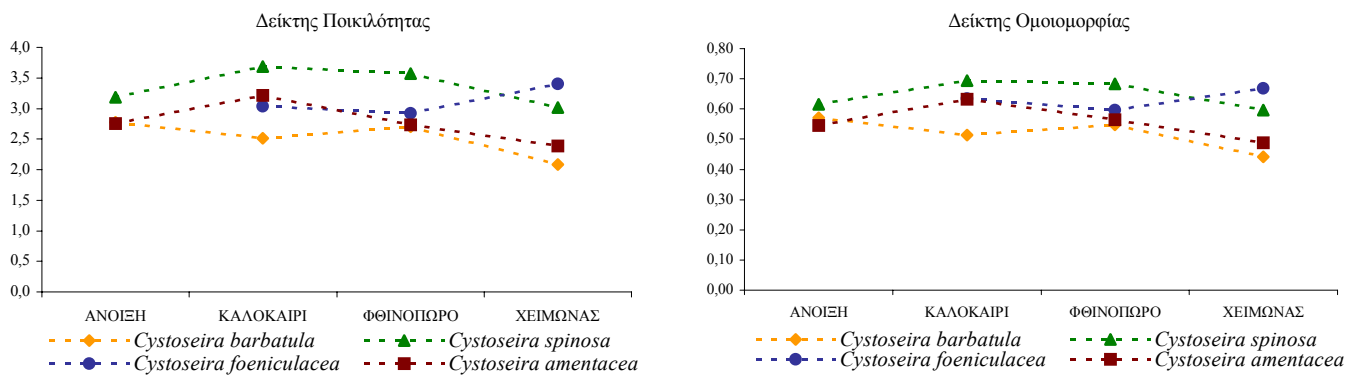 Δείκτης Ποικιλότητας
4,0
3,5
3,0
2,5
2,0
1,5
1,0
0,5
0,0
ΑΝΟΙΞΗ ΚΑΛΟΚΑΙΡΙ ΦΘΙΝΟΠΩΡΟ ΧΕΙΜΩΝΑΣ
Cystoseira barbatula Cystoseira spinosa
Cystoseira foeniculacea Cystoseira amentacea
Δείκτης Ομοιομορφίας
0,80
0,70
0,60
0,50
0,40
0,30
0,20
0,10
0,00
ΑΝΟΙΞΗ ΚΑΛΟΚΑΙΡΙ ΦΘΙΝΟΠΩΡΟ ΧΕΙΜΩΝΑΣ
Cystoseira barbatula Cystoseira spinosa
Cystoseira foeniculacea Cystoseira amentacea